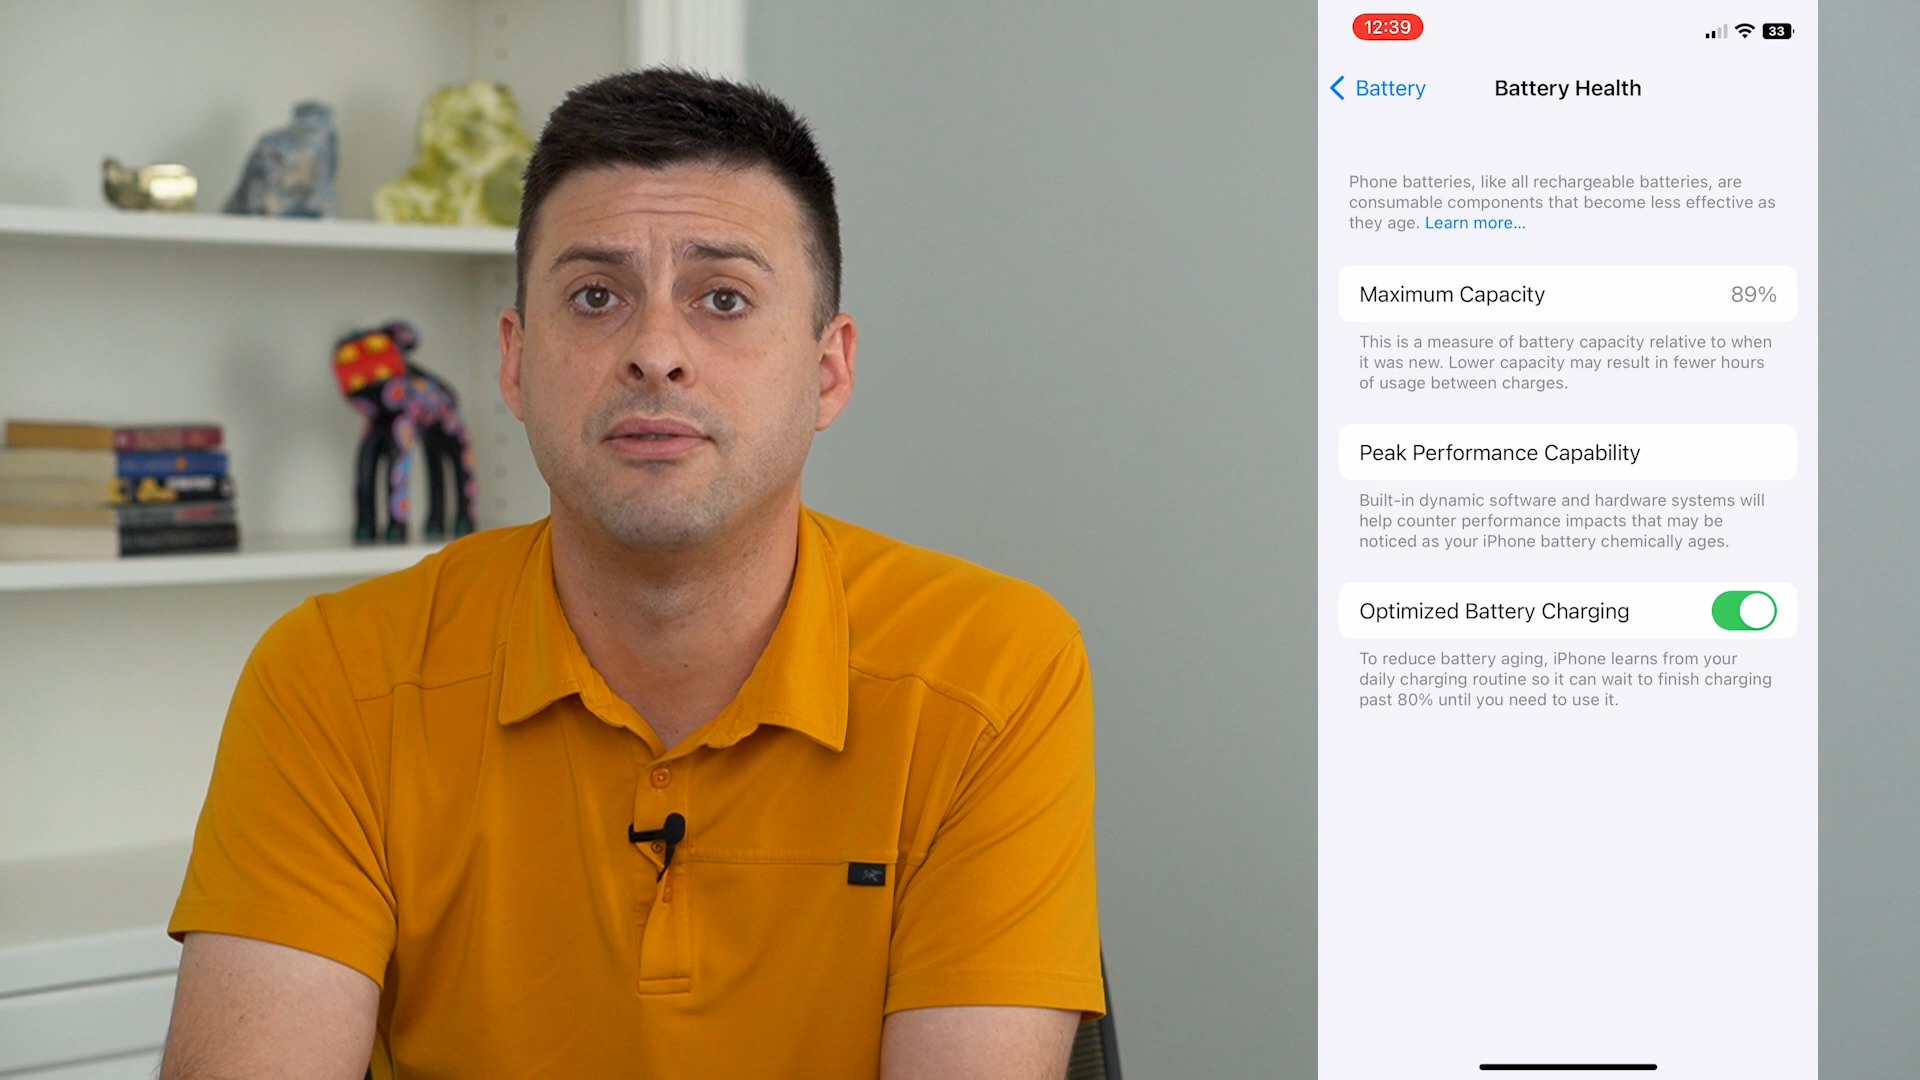 12:39
33
Battery
Battery Health
Phone batteries, like all rechargeable batteries, are
consumable components that become less effective as
they age. Learn more...
Maximum Capacity 89%
This is a measure of battery capacity relative to when
it was new. Lower capacity may result in fewer hours
of usage between charges.
Peak Performance Capability
Built-in dynamic software and hardware systems will
help counter performance impacts that may be
noticed as your iPhone battery chemically ages.
Optimized Battery Charging
To reduce battery aging, iPhone learns from your
daily charging routine so it can wait to finish charging
past 80% until you need to use it.